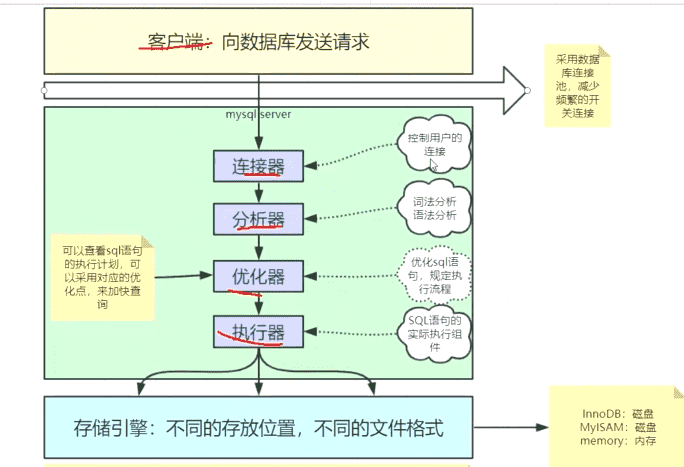 客户端：向数据库发送请求
采用数据
库连接
池，减少
频繁的开
关连接
mysql server
控制用户的
连接
连接器
词法分析
语法分析
分析器
可以查看sql语句
的执行计划，可
以采用对应的优
化点，来加快查
询
优化sql语
句，规定执
行流程
优化器
SQL语句的
实际执行组
件
执行器
存储引擎：不同的存放位置，不同的文件格式
InnoDB：磁盘
MyISAM：磁盘
memory：内存